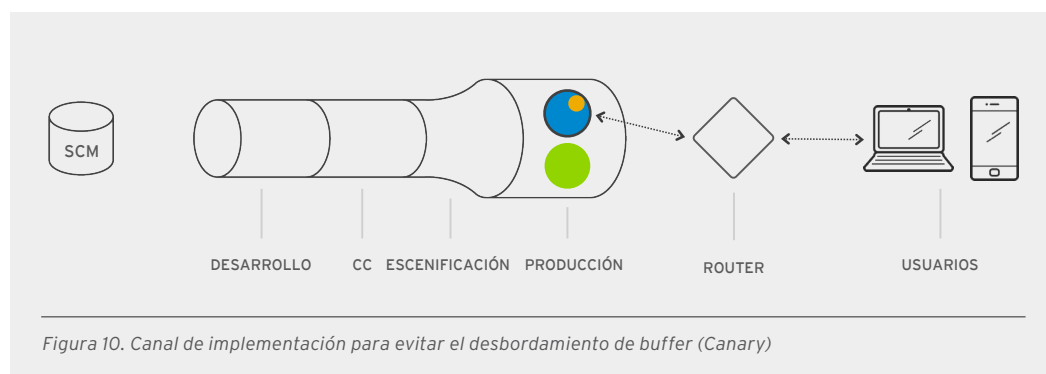 SCM
DESARROLLO
CC
ESCENIFICACIÓN
PRODUCCIÓN
ROUTER
USUARIOS
Figura 10. Canal de implementación para evitar el desbordamiento de buffer (Canary)